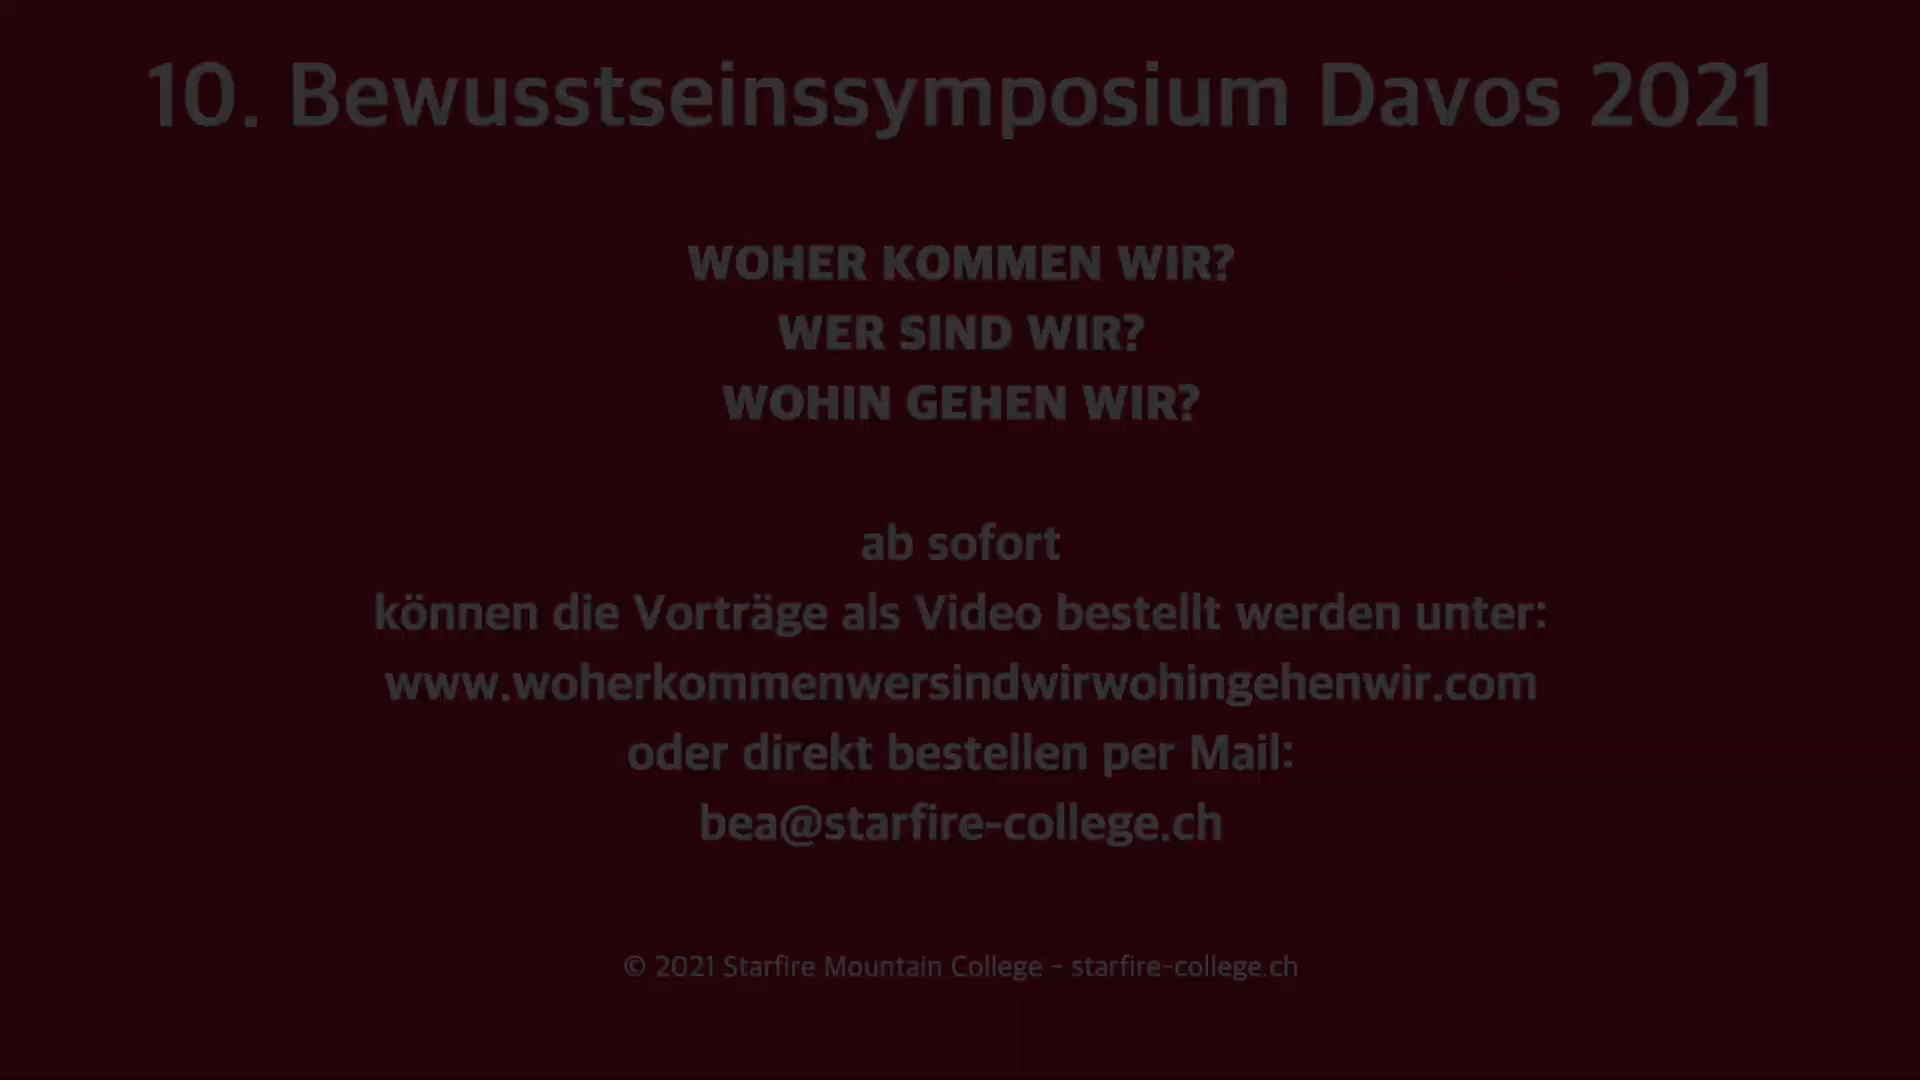 10. Bewusstseinssymposium Davos 2021
WOHER KOMMEN WIR?
WER SIND WIR?
WOHIN GEHEN WIR?
ab sofort
können die Vorträge als Video bestellt werden unter:
www.woherkommenwersindwirwohingehenwir.com
oder direkt bestellen per Mail:
bea@starfire-college.ch
© 2021 Starfire Mountain College - starfire-college.ch